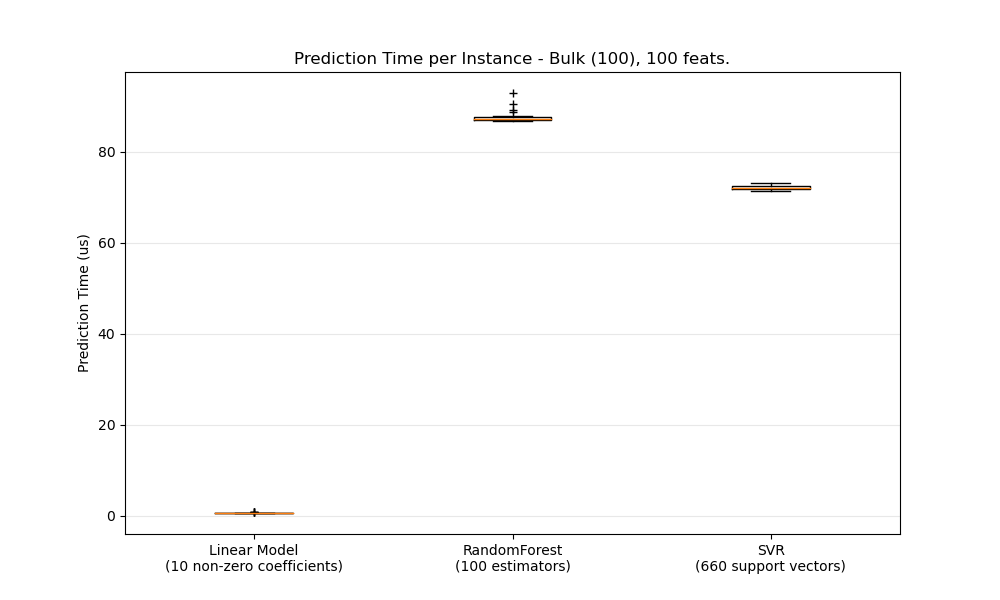 Prediction Time per Instance - Bulk (100), 100 feats.
Prediction Time (us)
80
60
40
20
0
Linear Model
(10 non-zero coefficients)
RandomForest
(100 estimators)
SVR
(660 support vectors)